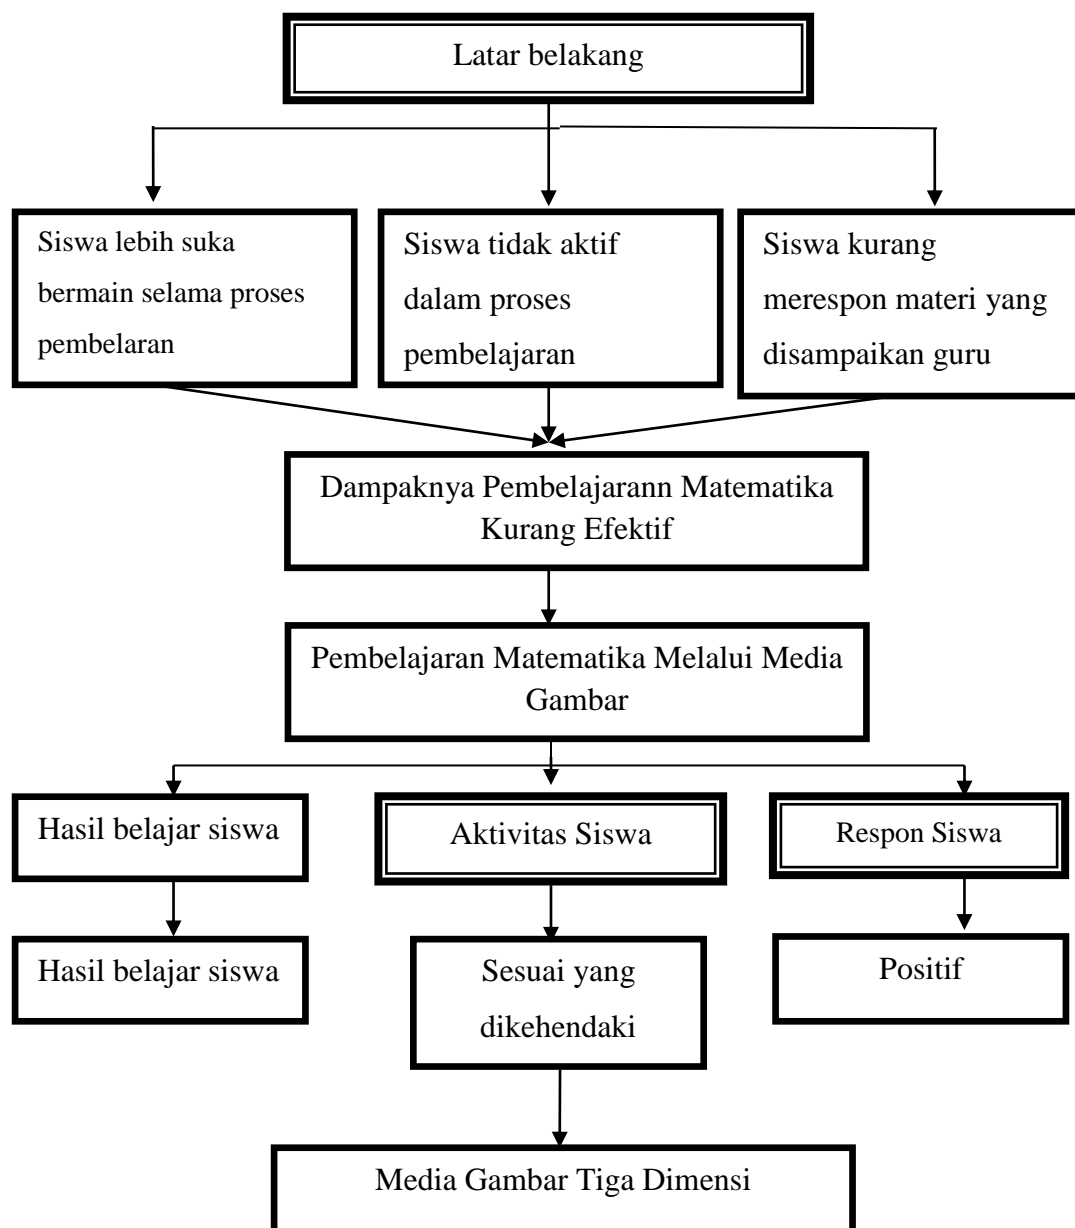 Latar belakang
Siswa lebih suka
bermain selama proses
pembelaran
Siswa tidak aktif
dalam proses
pembelajaran
Siswa kurang
merespon materi yang
disampaikan guru
Dampaknya Pembelajarann Matematika
Kurang Efektif
Pembelajaran Matematika Melalui Media
Gambar
Hasil belajar siswa
Aktivitas Siswa
Respon Siswa
Hasil belajar siswa
Sesuai yang
dikehendaki
Positif
Media Gambar Tiga Dimensi